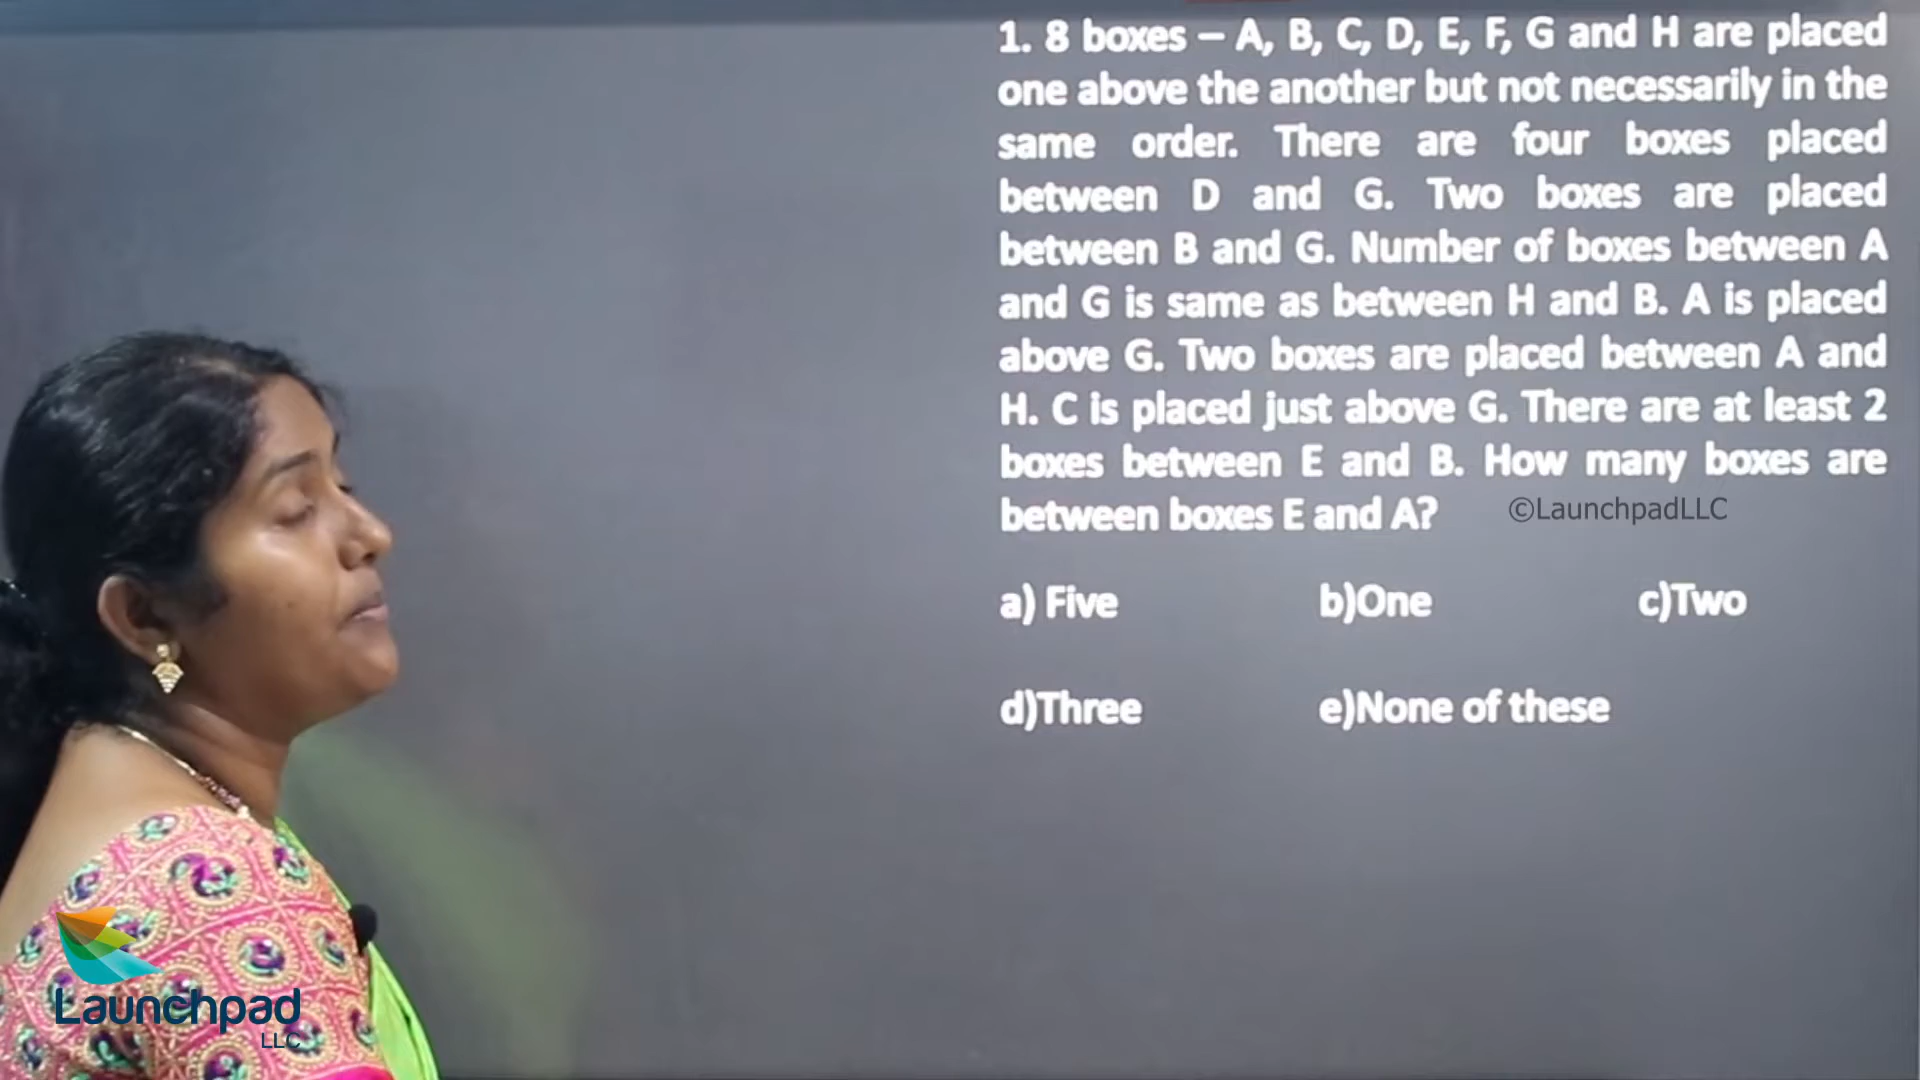 1. 8 boxes – A, B, C, D, E, F, G and H are placed
one above the another but not necessarily in the
same order. There are four boxes placed
between D and G. Two boxes are placed
between B and G. Number of boxes between A
and G is same as between H and B. A is placed
above G. Two boxes are placed between A and
H. C is placed just above G. There are at least 2
boxes between E and B. How many boxes are
between boxes E and A?
©LaunchpadLLC
a) Five b)One c)Two
d)Three e)None of these
Launchpad
LLC